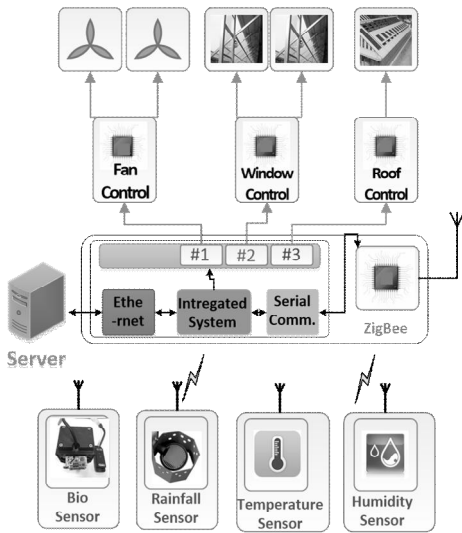 Fan
Control
Window
Control
Roof
Control
#1
#2
#3
Ethe
-rnet
Intregated
System
Serial
Comm.
ZigBee
Server
Bio
Sensor
Rainfall
Sensor
Temperature
Sensor
Humidity
Sensor